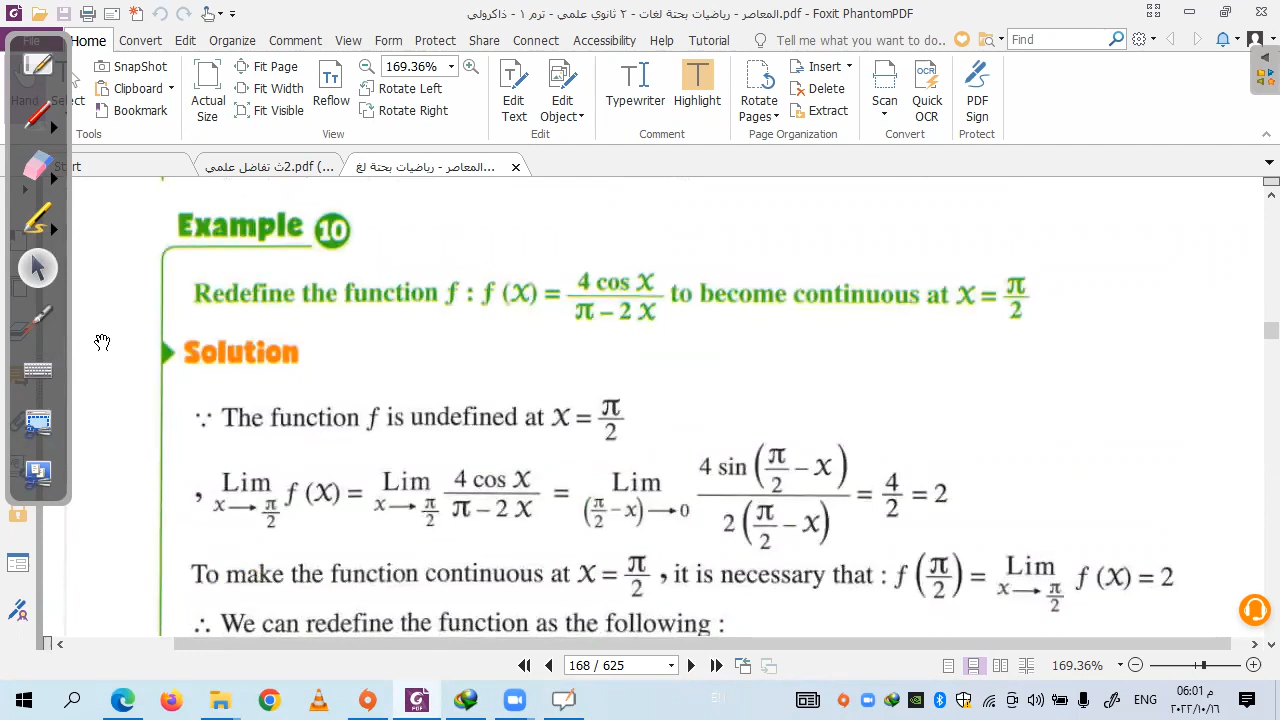 المعاصر - رياضيات بحتة لغات - ٢ ثانوي علمي - ترم ١ - داكرولي.pdf - Foxit PhantomPDF
File Home Convert Edit Organize Comment View Form Protect Share Connect Accessibility Help Tutorial Tell me what you want to do.. Find
Hand Select
SnapShot
Clipboard
Bookmark
Tools
Actual Size
Fit Page
Fit Width
Fit Visible
Reflow
169.36%
Rotate Left
Rotate Right
View
Edit Text
Edit Object
Edit
Typewriter
Highlight
Comment
Rotate Pages
Insert
Delete
Extract
Page Organization
Scan
Quick OCR
Convert
PDF Sign
Protect
Start
2ث تفاضل علمي.pdf (...
المعاصر - رياضيات بحتة لغ...
Example 10
Redefine the function f : f (X) = 4 cos X / π – 2 X to become continuous at X = π/2
Solution
∵ The function f is undefined at X = π/2
, Lim x→π/2 f (X) = Lim x→π/2 4 cos X / π – 2 X = Lim (π/2 – x)→0 4 sin (π/2 – x) / 2 (π/2 – x) = 4/2 = 2
To make the function continuous at X = π/2 , it is necessary that : f (π/2) = Lim x→π/2 f (X) = 2
∴ We can redefine the function as the following :
168 / 625
169.36%
ENG
06:01 م
٢٠٢٢/١٠/١٦